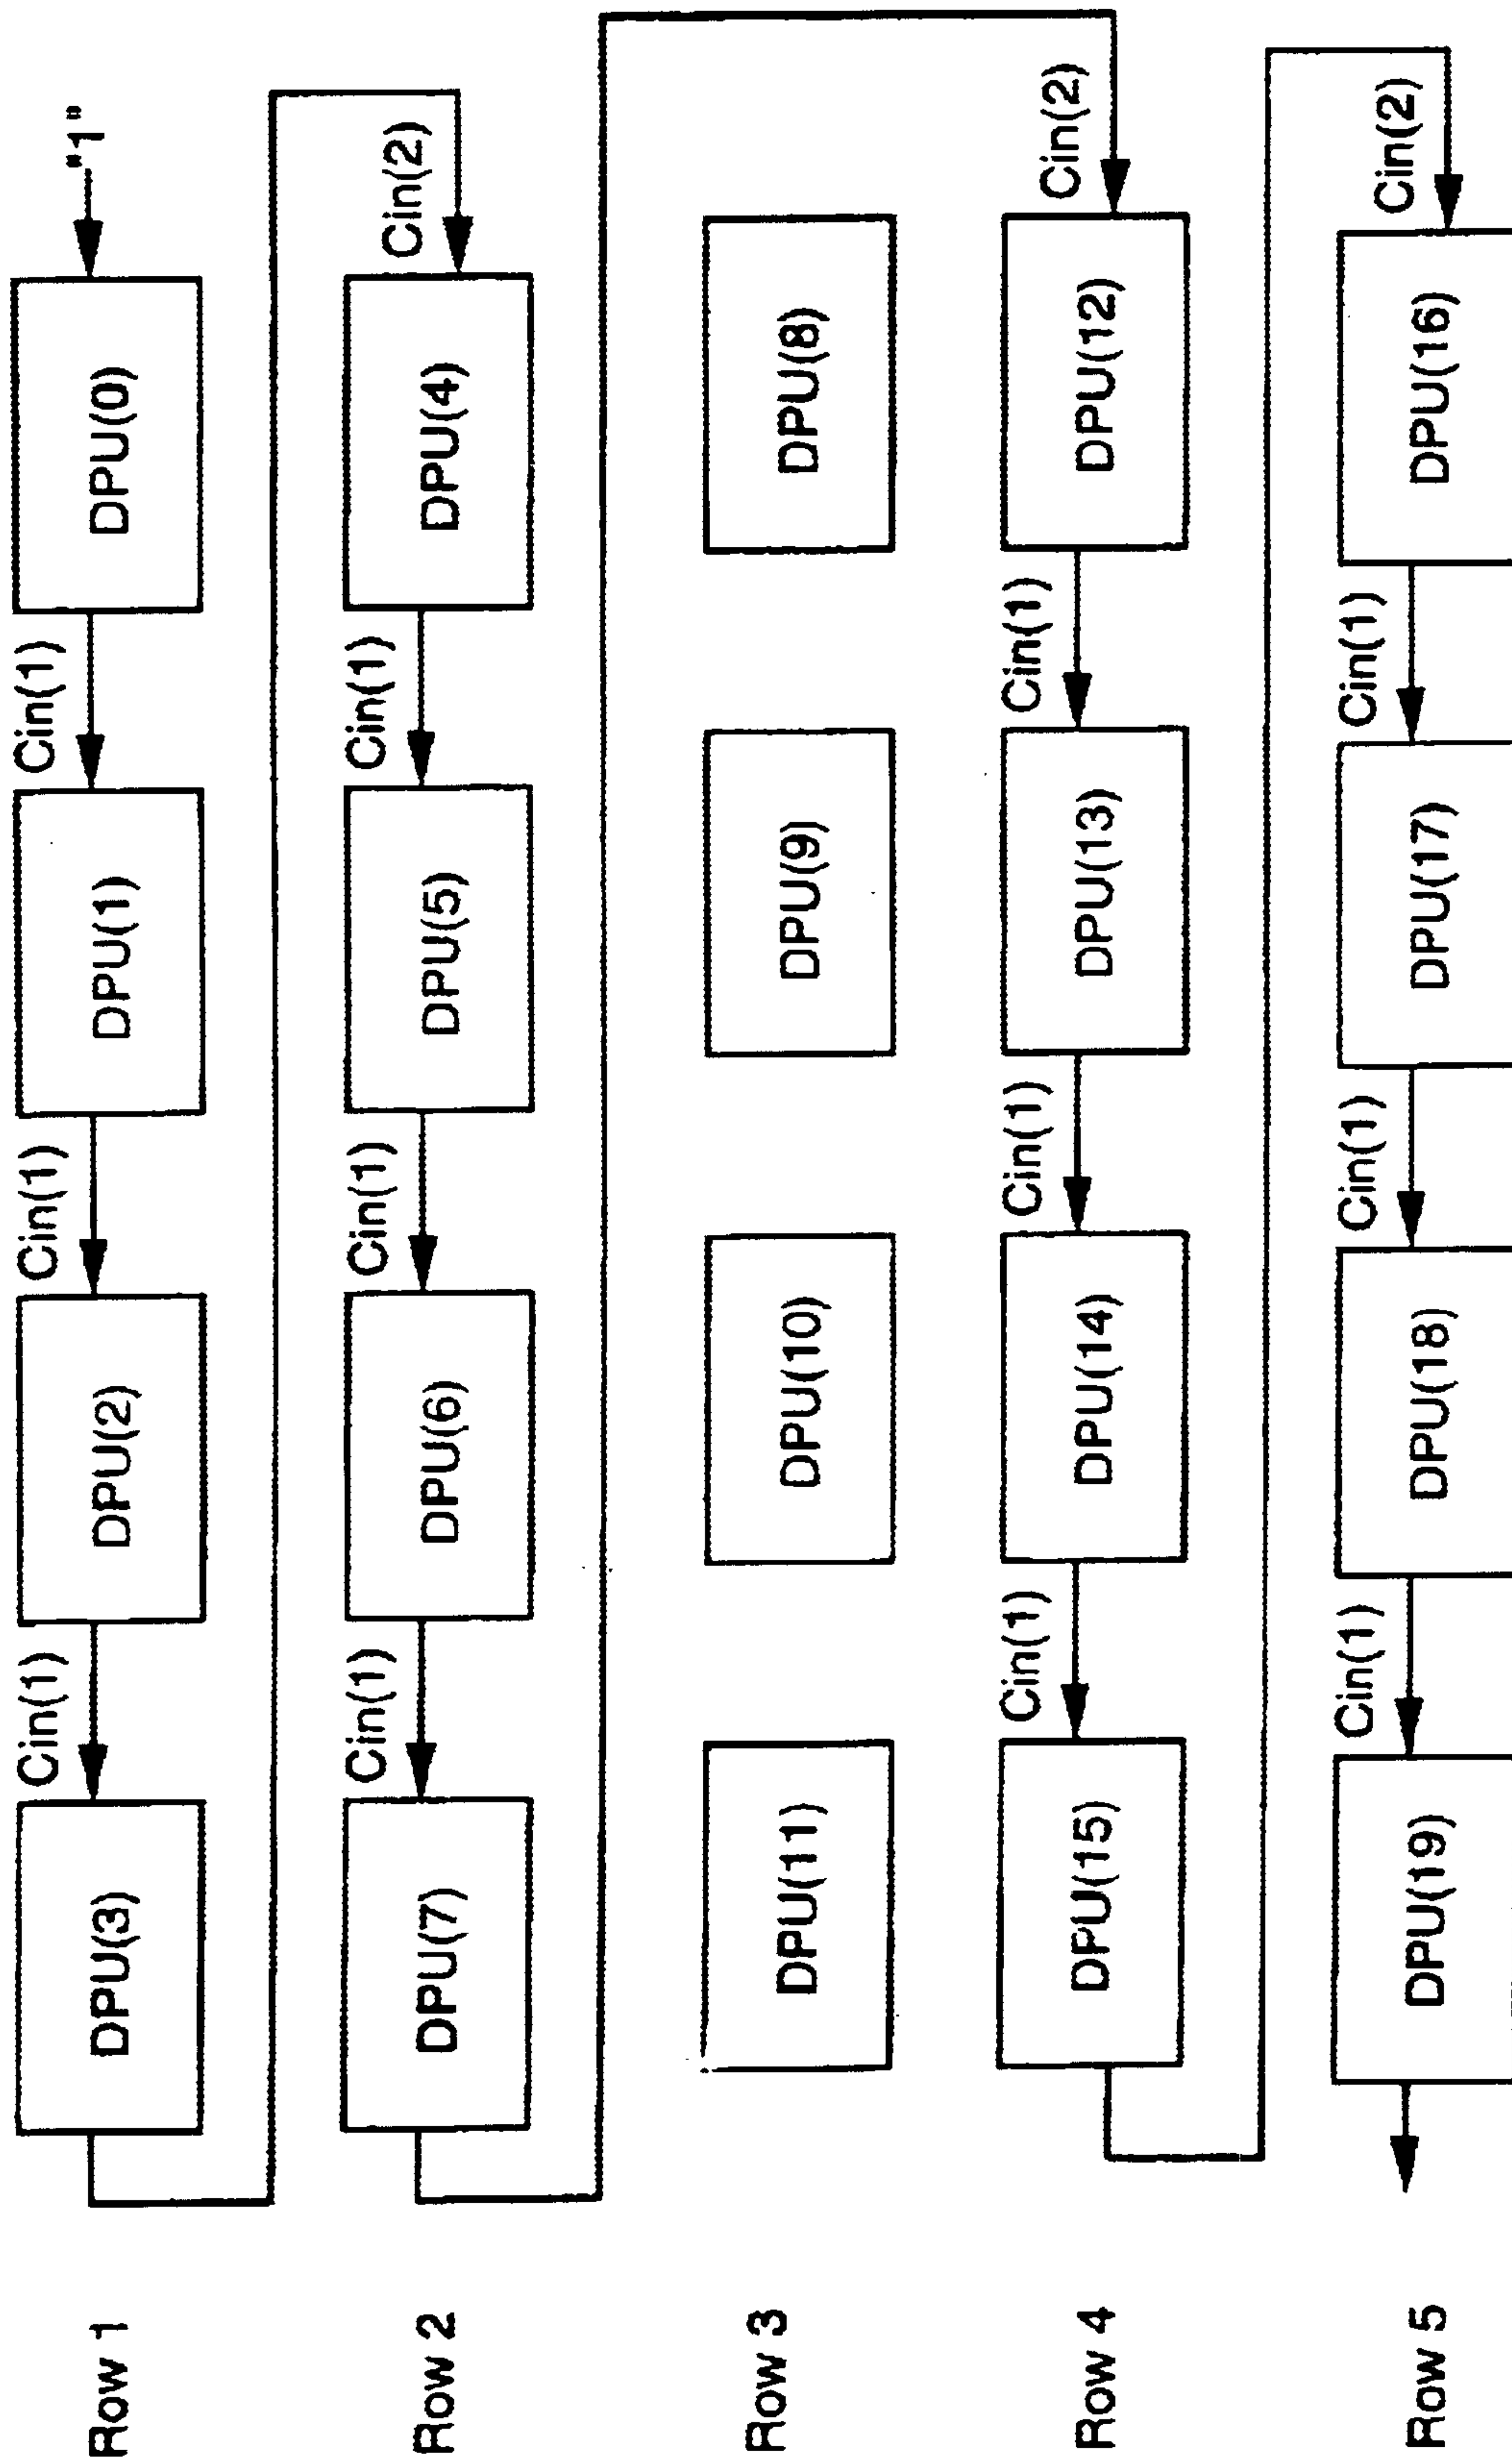 Cin(1) Cin(1) Cin(1) "1"
Row 1 DPU(3) DPU(2) DPU(1) DPU(0)
Cin(1) Cin(1) Cin(1) Cin(2)
Row 2 DPU(7) DPU(6) DPU(5) DPU(4)
Row 3 DPU(11) DPU(10) DPU(9) DPU(8)
Cin(1) Cin(1) Cin(1) Cin(2)
Row 4 DPU(15) DPU(14) DPU(13) DPU(12)
Cin(1) Cin(1) Cin(1) Cin(2)
Row 5 DPU(19) DPU(18) DPU(17) DPU(16)